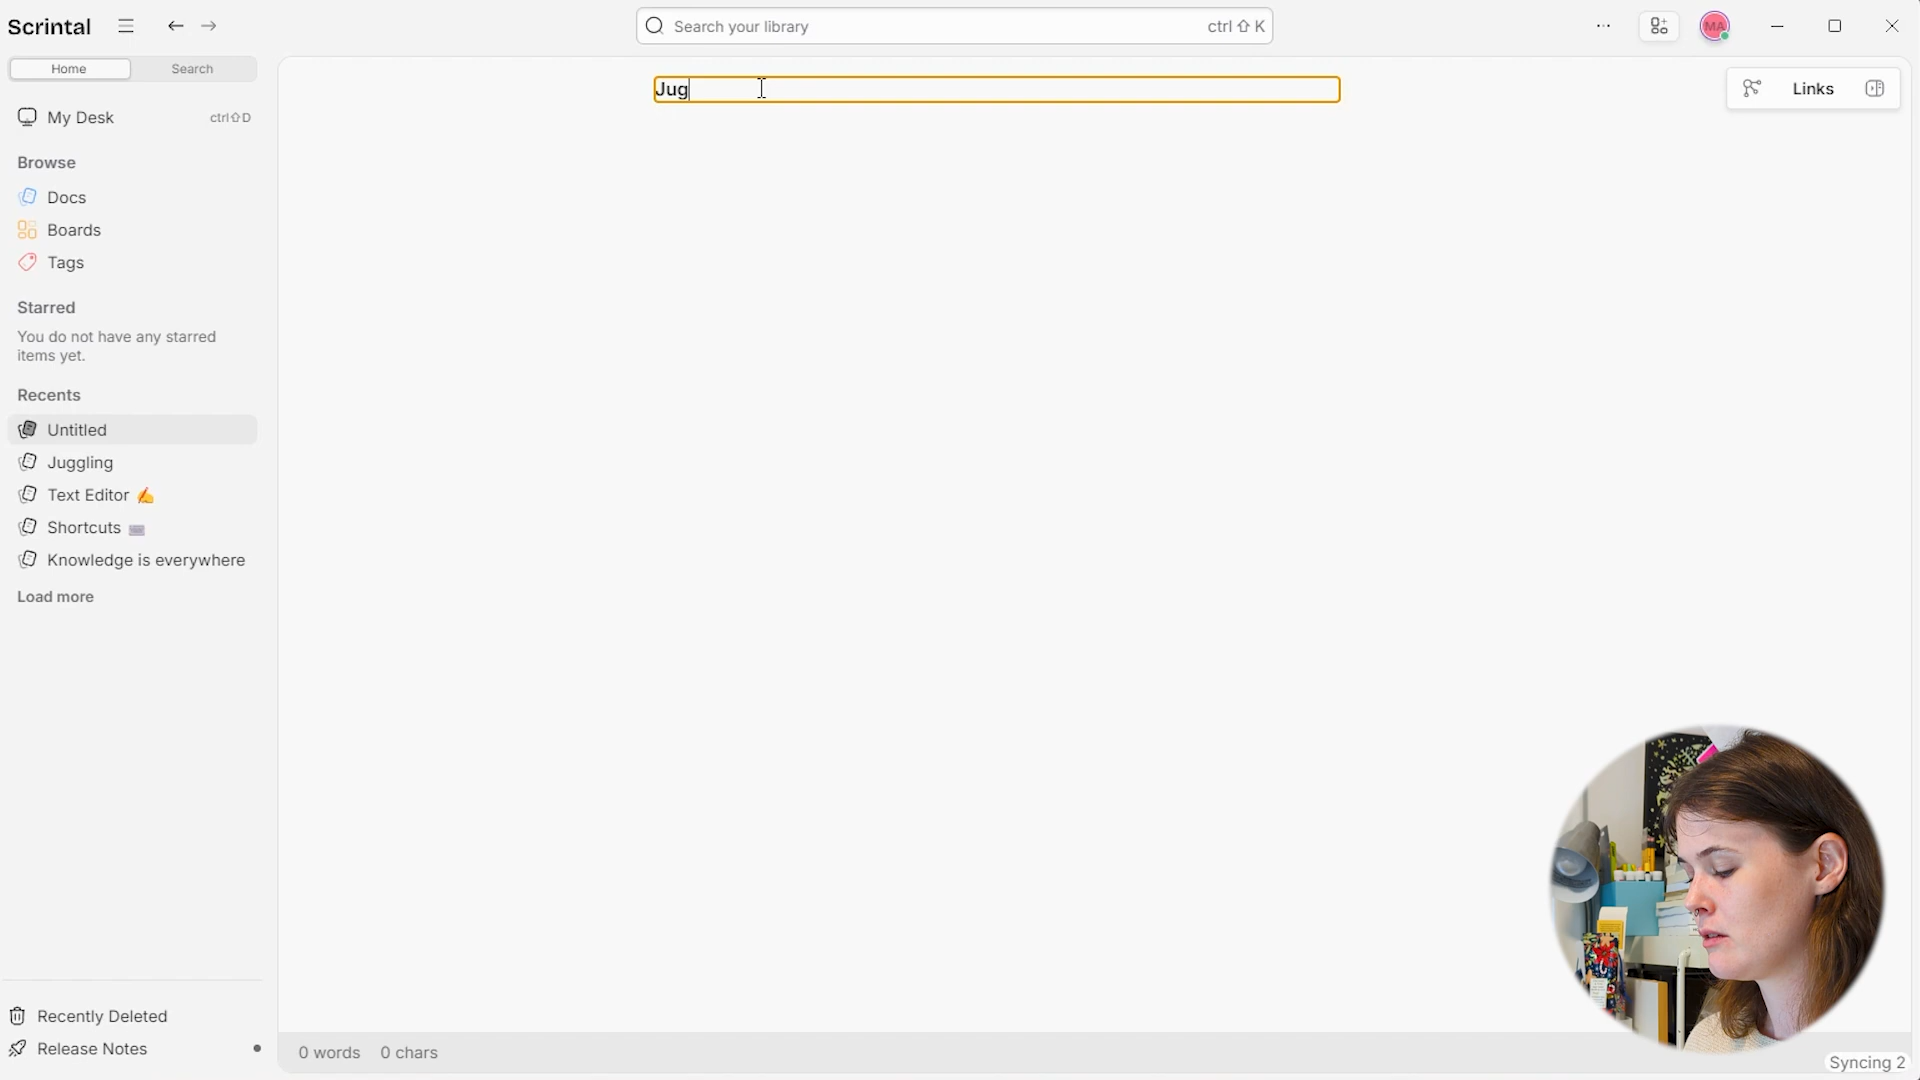 Scrintal
Search your library
ctrl ⇧ K
MA
Home
Search
My Desk
ctrl⇧D
Browse
Docs
Boards
Tags
Starred
You do not have any starred
items yet.
Recents
Untitled
Juggling
Text Editor ✍️
Shortcuts ⌨️
Knowledge is everywhere
Load more
Recently Deleted
Release Notes
Jug
Links
0 words
0 chars
Syncing 2